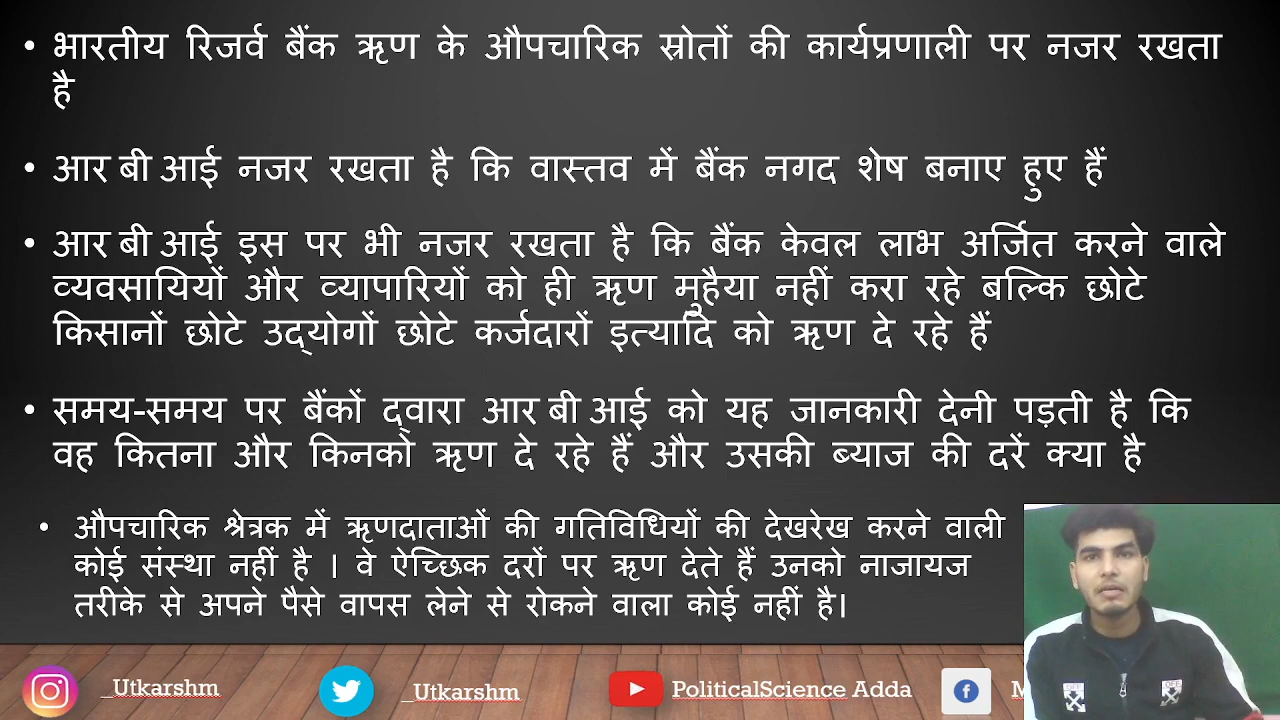 • भारतीय रिजर्व बैंक ऋण के औपचारिक स्रोतों की कार्यप्रणाली पर नजर रखता
है
• आर बी आई नजर रखता है कि वास्तव में बैंक नगद शेष बनाए हुए हैं
• आर बी आई इस पर भी नजर रखता है कि बैंक केवल लाभ अर्जित करने वाले
व्यवसायियों और व्यापारियों को ही ऋण मुहैया नहीं करा रहे बल्कि छोटे
किसानों छोटे उद्योगों छोटे कर्जदारों इत्यादि को ऋण दे रहे हैं
• समय-समय पर बैंकों द्वारा आर बी आई को यह जानकारी देनी पड़ती है कि
वह कितना और किनको ऋण दे रहे हैं और उसकी ब्याज की दरें क्या है
• औपचारिक श्रेत्रक में ऋणदाताओं की गतिविधियों की देखरेख करने वाली
कोई संस्था नहीं है । वे ऐच्छिक दरों पर ऋण देते हैं उनको नाजायज
तरीके से अपने पैसे वापस लेने से रोकने वाला कोई नहीं है।
_Utkarshm _Utkarshm PoliticalScience Adda